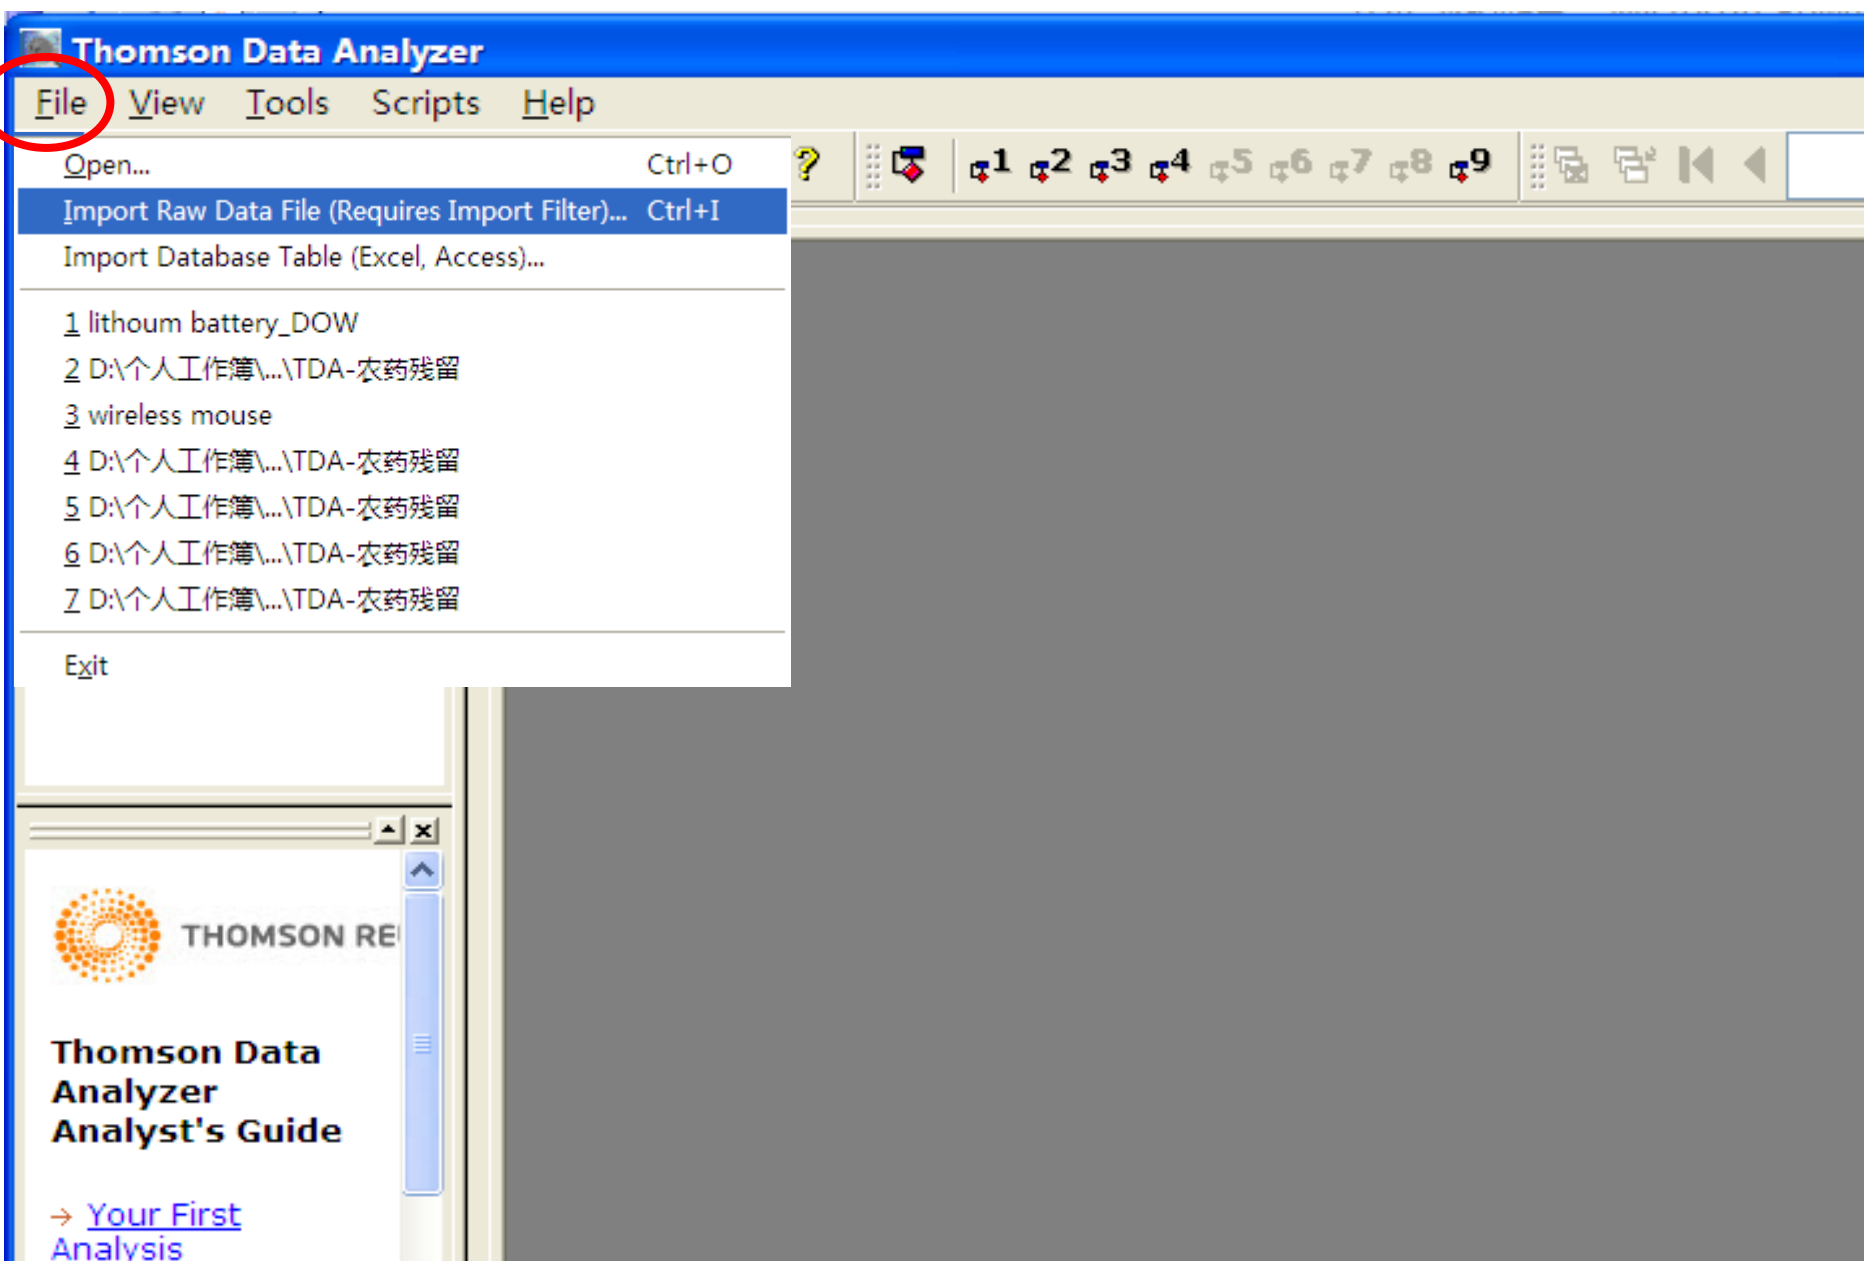 Thomson Data Analyzer
File View Tools Scripts Help
Open... Ctrl+O
1 2 3 4 5 6 7 8 9
Import Raw Data File (Requires Import Filter)... Ctrl+I
Import Database Table (Excel, Access)...
1 lithoum battery_DOW
2 D:\个人工作簿\...\TDA-农药残留
3 wireless mouse
4 D:\个人工作簿\...\TDA-农药残留
5 D:\个人工作簿\...\TDA-农药残留
6 D:\个人工作簿\...\TDA-农药残留
7 D:\个人工作簿\...\TDA-农药残留
Exit
THOMSON RE
Thomson Data
Analyzer
Analyst's Guide
→ Your First
Analysis